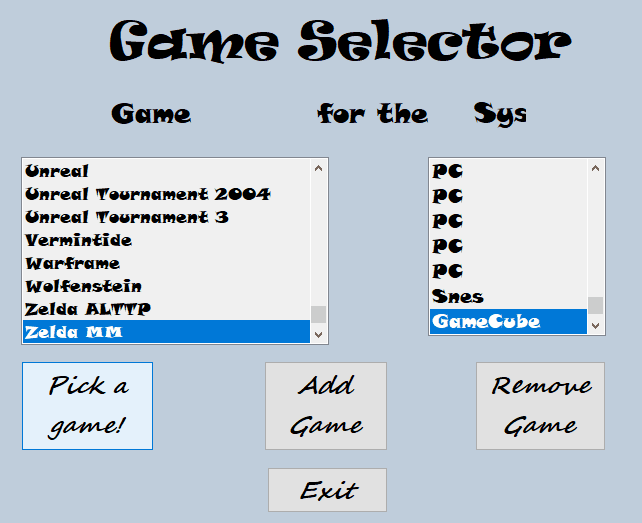 Game Selector
Game for the Sys
Unreal
Unreal Tournament 2004
Unreal Tournament 3
Vermintide
Warframe
Wolfenstein
Zelda ALTTP
Zelda MM
PC
PC
PC
PC
PC
Snes
GameCube
Pick a
game!
Add
Game
Remove
Game
Exit